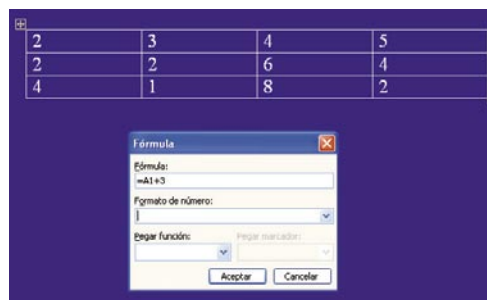 2 3 4 5
2 2 6 4
4 1 8 2
Fórmula
Fórmula:
=A1+3
Formato de número:
Pegar función: Pegar marcador:
Aceptar Cancelar